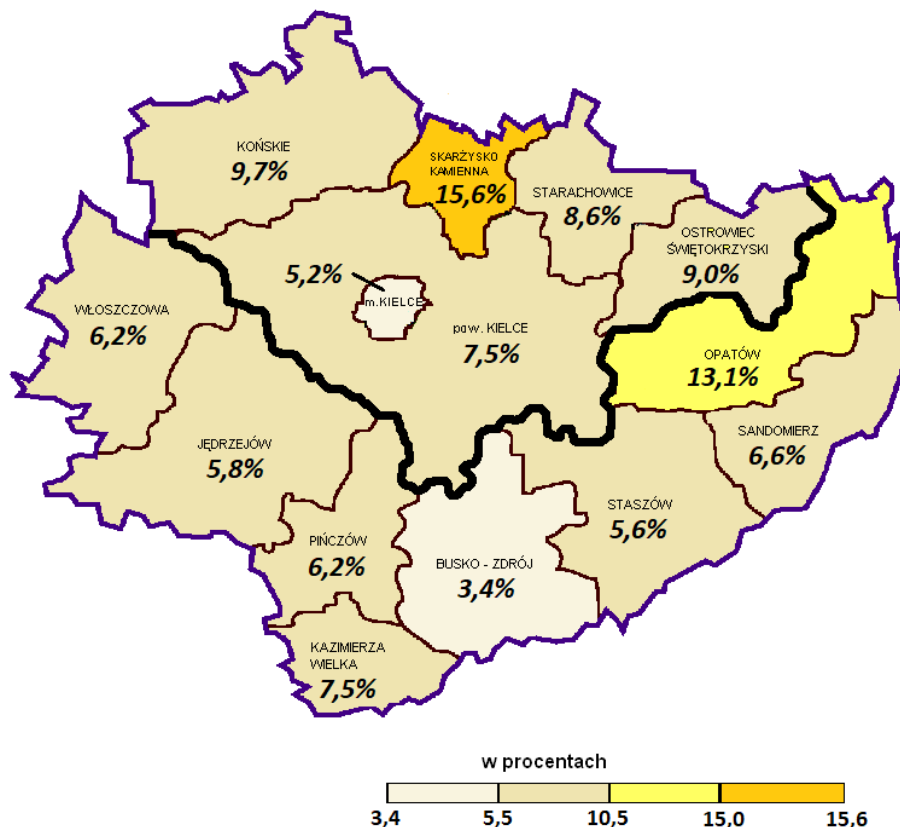 KOŃSKIE
9,7%
SKARŻYSKO
KAMIENNA
15,6%
STARACHOWICE
8,6%
OSTROWIEC
ŚWIĘTOKRZYSKI
9,0%
5,2%
m.KIELCE
WŁOSZCZOWA
6,2%
pow. KIELCE
7,5%
OPATÓW
13,1%
JĘDRZEJÓW
5,8%
SANDOMIERZ
6,6%
STASZÓW
5,6%
PIŃCZÓW
6,2%
BUSKO - ZDRÓJ
3,4%
KAZIMIERZA
WIELKA
7,5%
w procentach
3,4 5,5 10,5 15,0 15,6